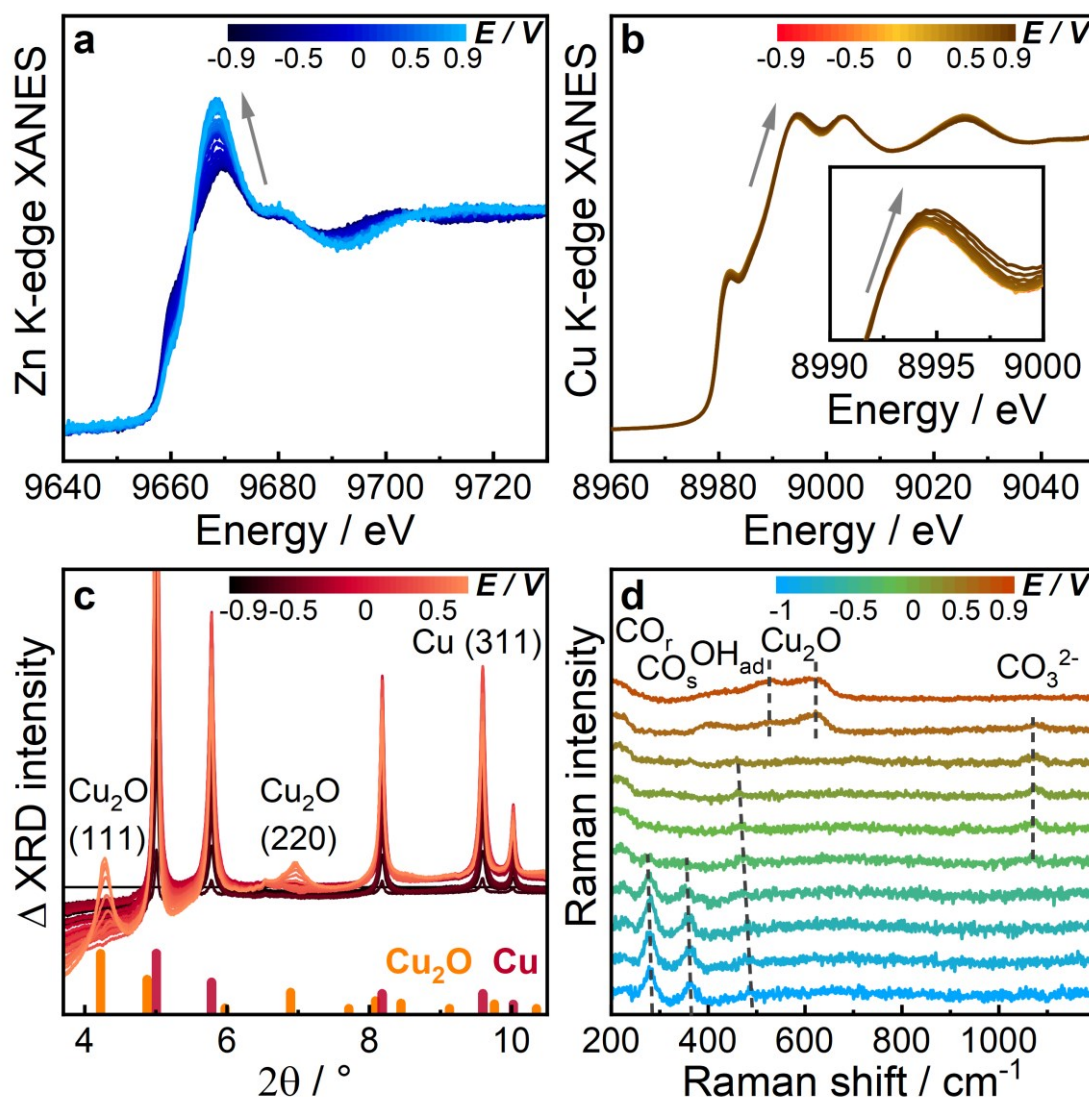 a
E / V
-0.9 -0.5 0 0.5 0.9
Zn K-edge XANES
9640 9660 9680 9700 9720
Energy / eV
b
E / V
-0.9 -0.5 0 0.5 0.9
Cu K-edge XANES
8990 8995 9000
Energy / eV
8960 8980 9000 9020 9040
Energy / eV
c
E / V
-0.9 -0.5 0 0.5
Cu (311)
Cu₂O
(111)
Cu₂O
(220)
Cu₂O Cu
Δ XRD intensity
4 6 8 10
2θ / °
d
E / V
-1 -0.5 0 0.5 0.9
COᵣ
COₛ
OH_ad
Cu₂O
CO₃²⁻
Raman intensity
200 400 600 800 1000
Raman shift / cm⁻¹